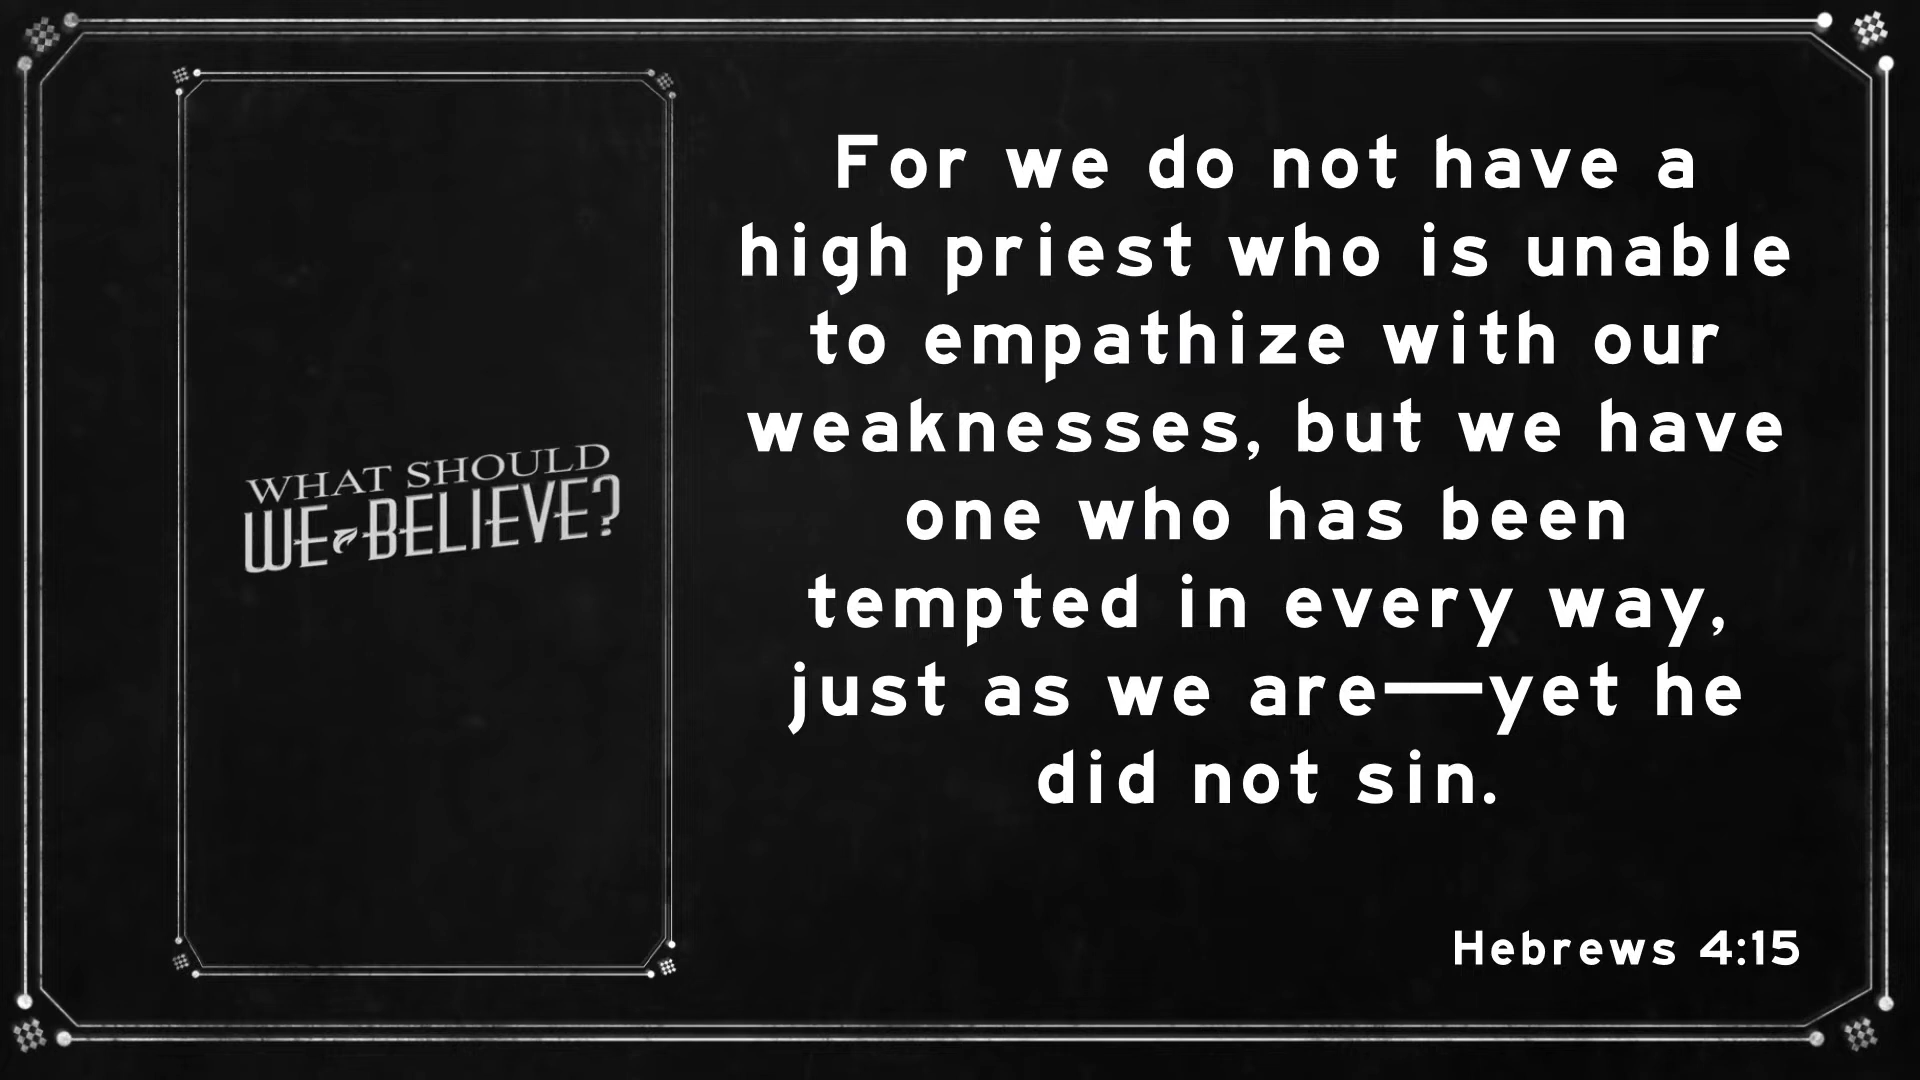 WHAT SHOULD
WE BELIEVE?
For we do not have a
high priest who is unable
to empathize with our
weaknesses, but we have
one who has been
tempted in every way,
just as we are—yet he
did not sin.
Hebrews 4:15